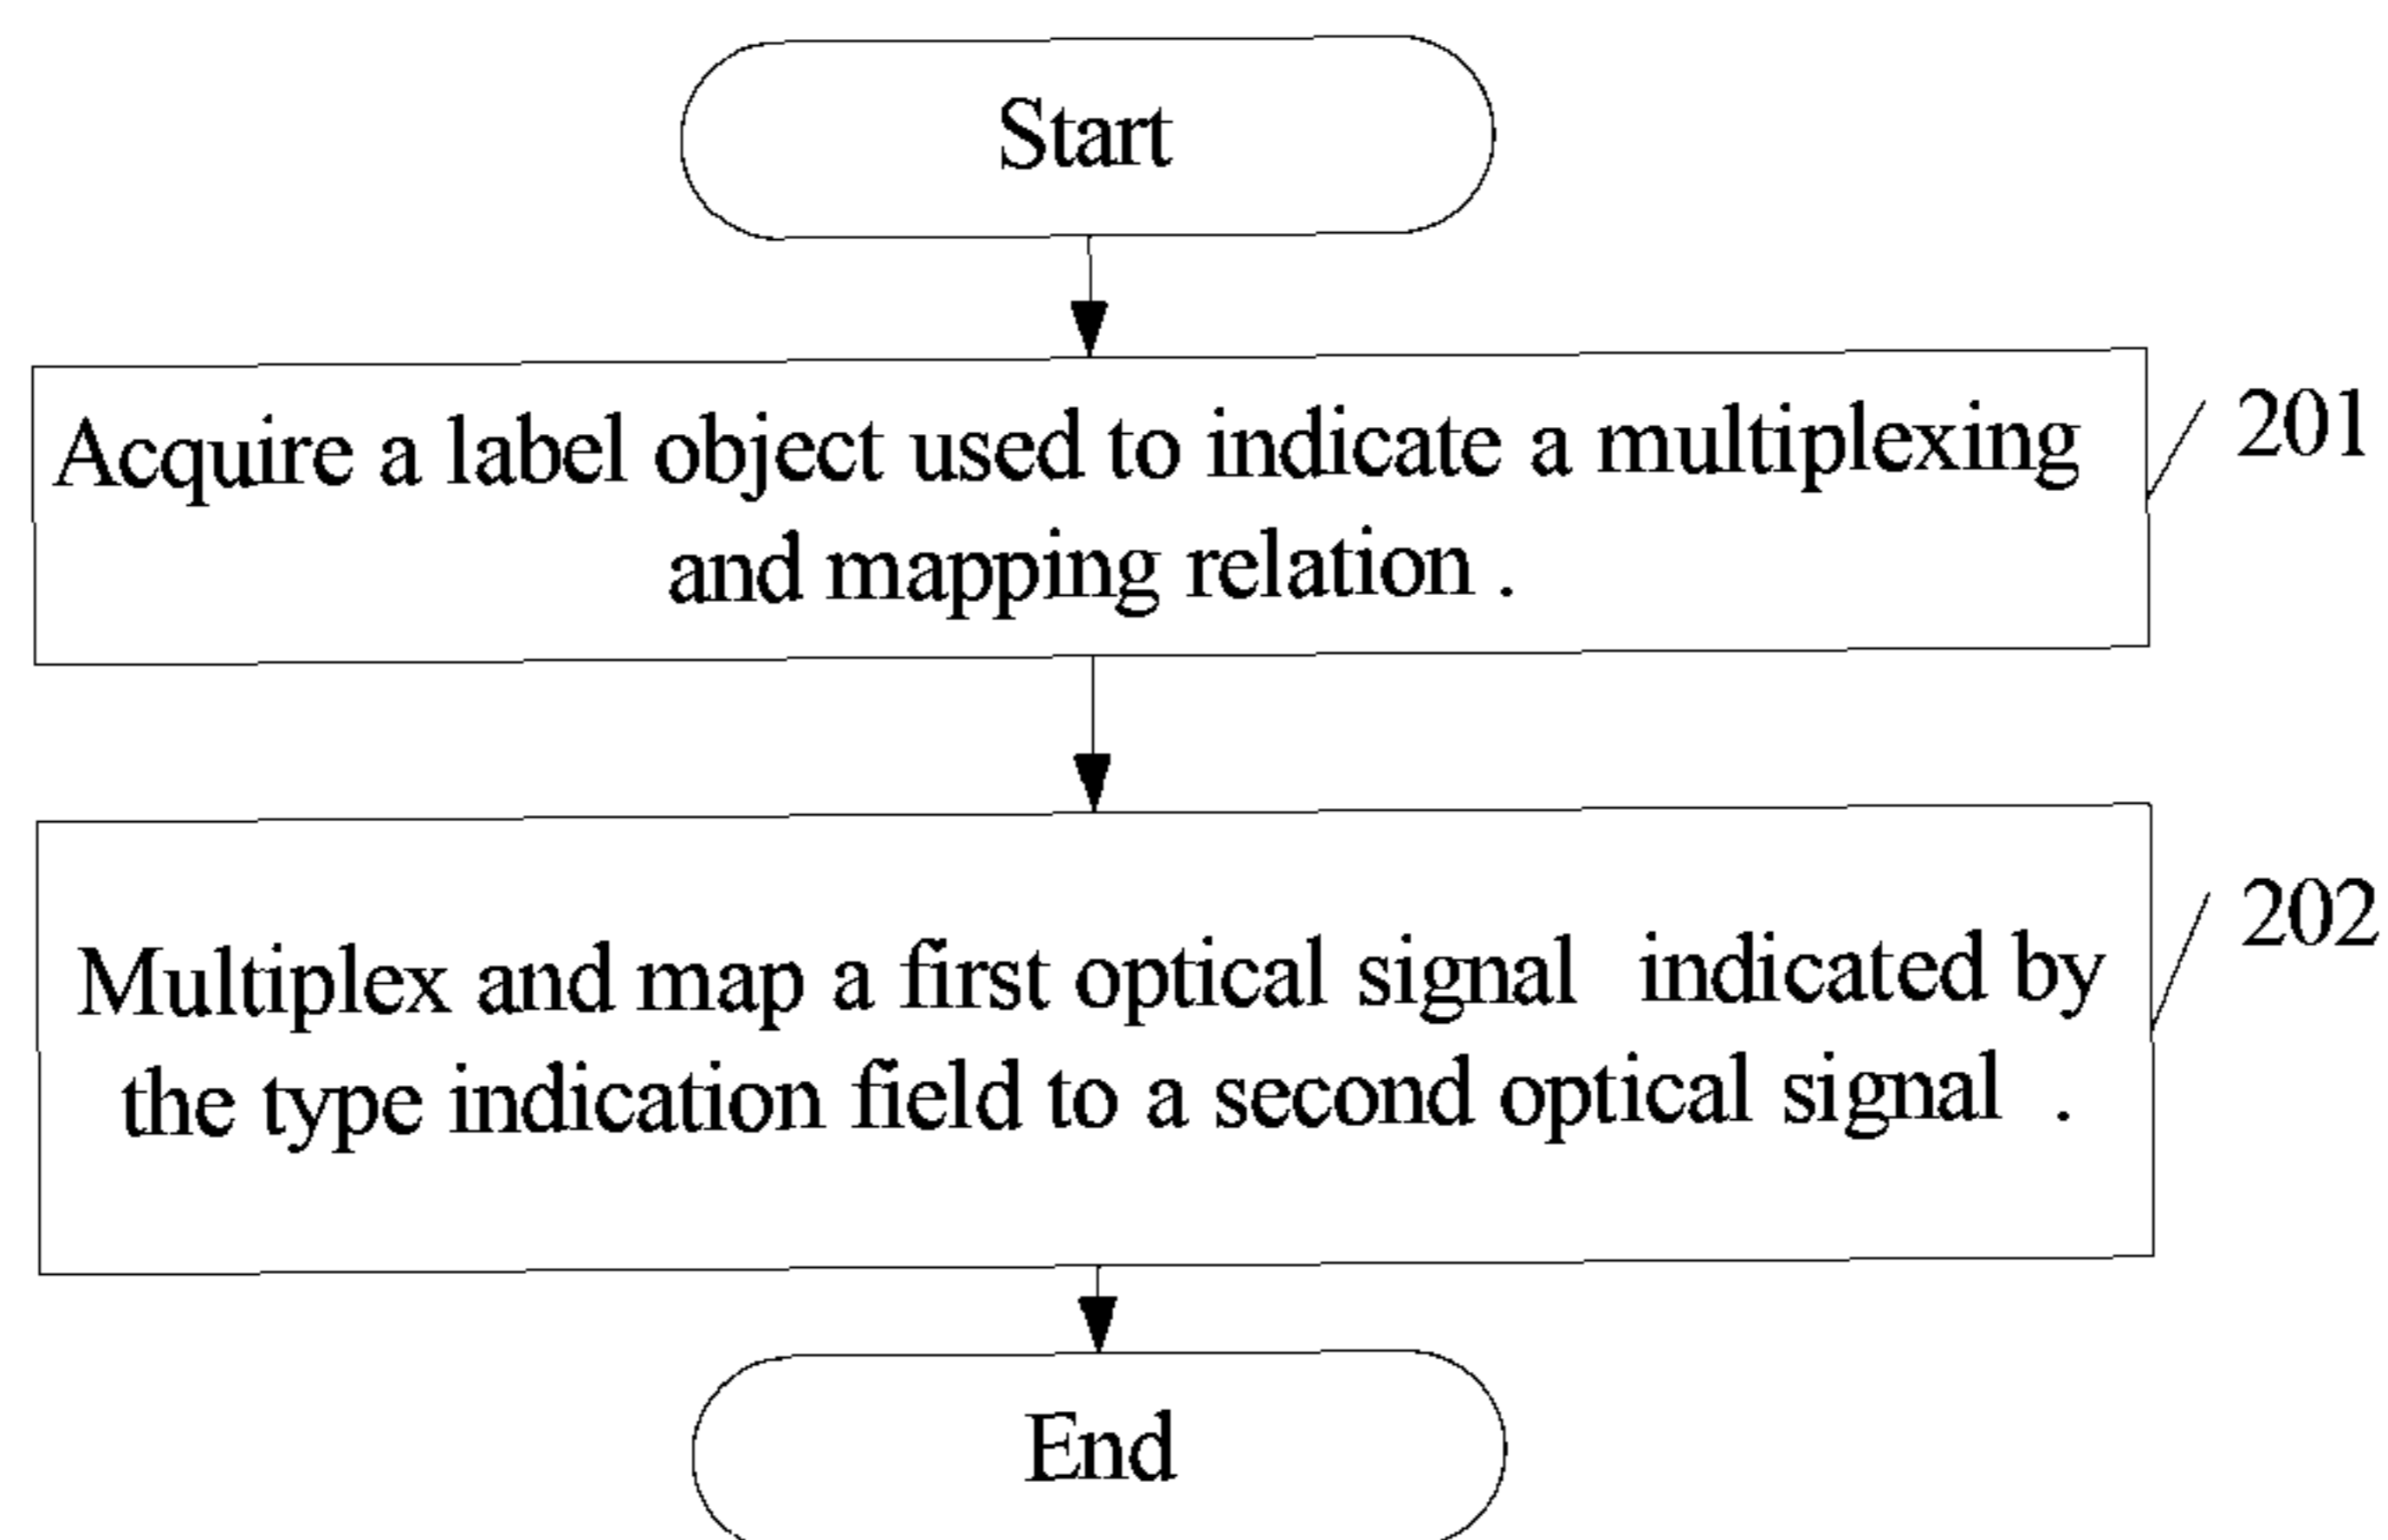 Start
Acquire a label object used to indicate a multiplexing
and mapping relation .
201
Multiplex and map a first optical signal indicated by
the type indication field to a second optical signal .
202
End